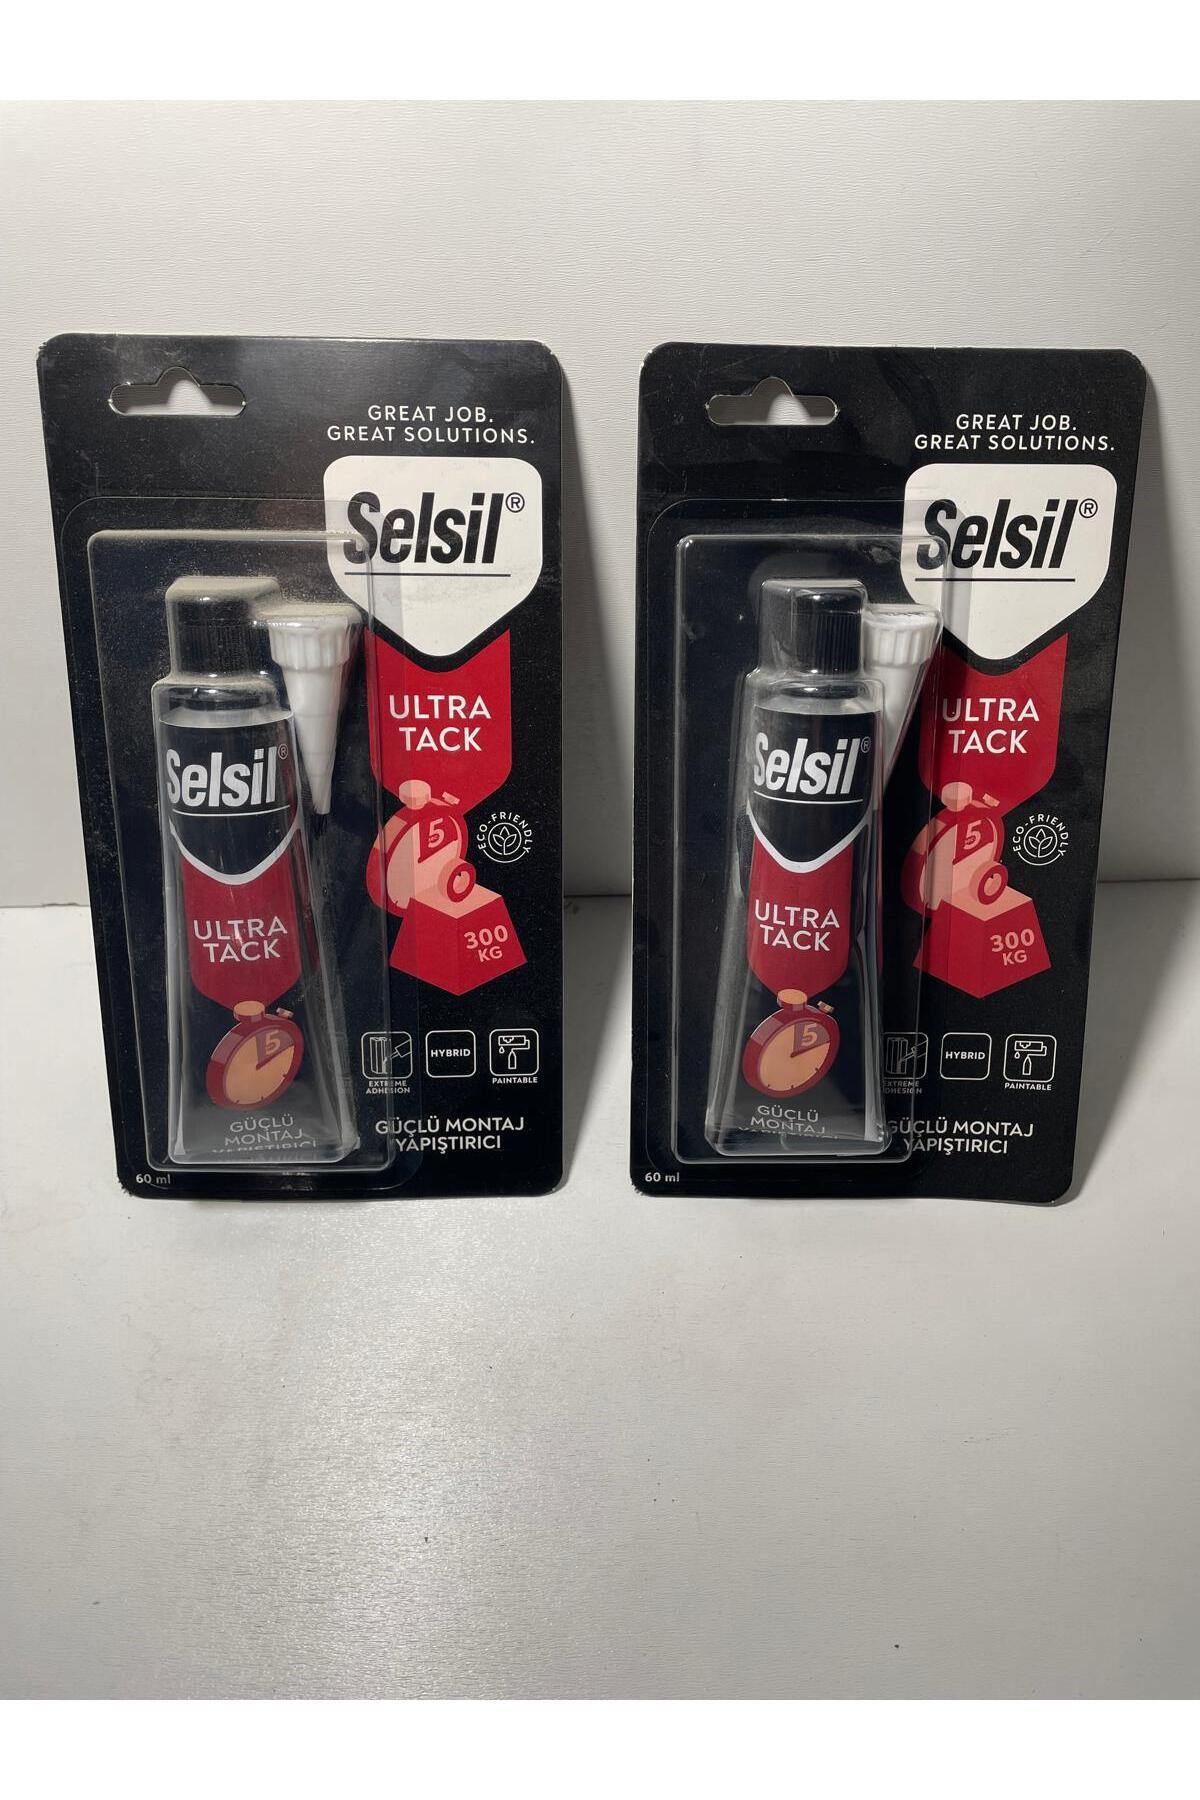 GREAT JOB.
GREAT SOLUTIONS.
Selsil®
ULTRA
TACK
5
ECO-FRIENDLY
300
KG
EXTREME
ADHESION
HYBRID
PAINTABLE
GÜÇLÜ MONTAJ
YAPIŞTIRICI
60 ml
Selsil®
ULTRA
TACK
5
GÜÇLÜ
MONTAJ
YAPIŞTIRICI
GREAT JOB.
GREAT SOLUTIONS.
Selsil®
ULTRA
TACK
5
ECO-FRIENDLY
300
KG
EXTREME
ADHESION
HYBRID
PAINTABLE
GÜÇLÜ MONTAJ
YAPIŞTIRICI
60 ml
Selsil®
ULTRA
TACK
5
GÜÇLÜ
MONTAJ
YAPIŞTIRICI